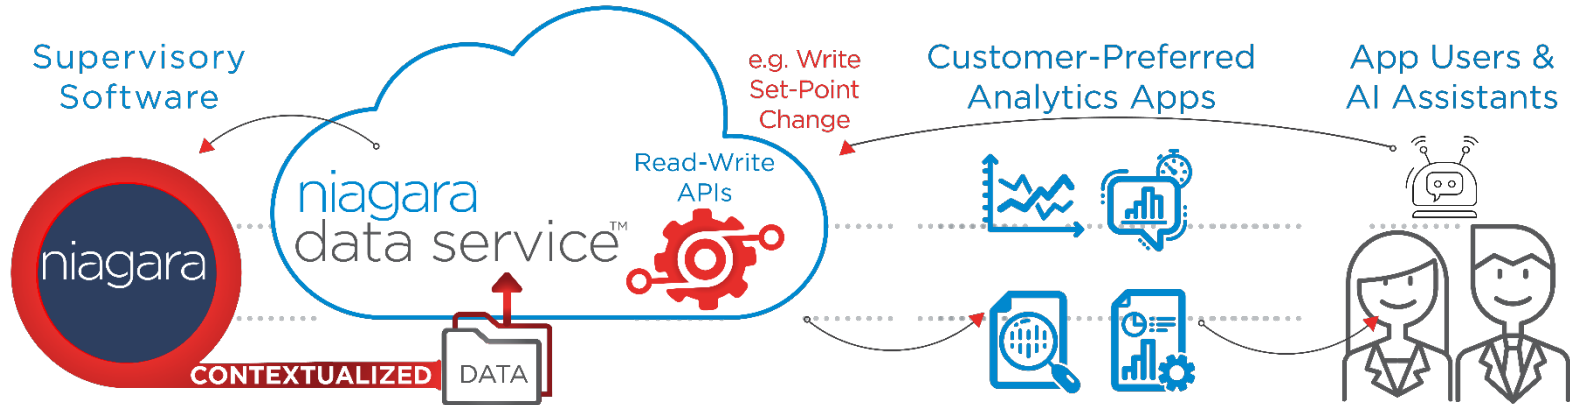 Supervisory
Software
niagara
CONTEXTUALIZED
DATA
niagara
data service™
Read-Write
APIs
e.g. Write
Set-Point
Change
Customer-Preferred
Analytics Apps
App Users &
AI Assistants